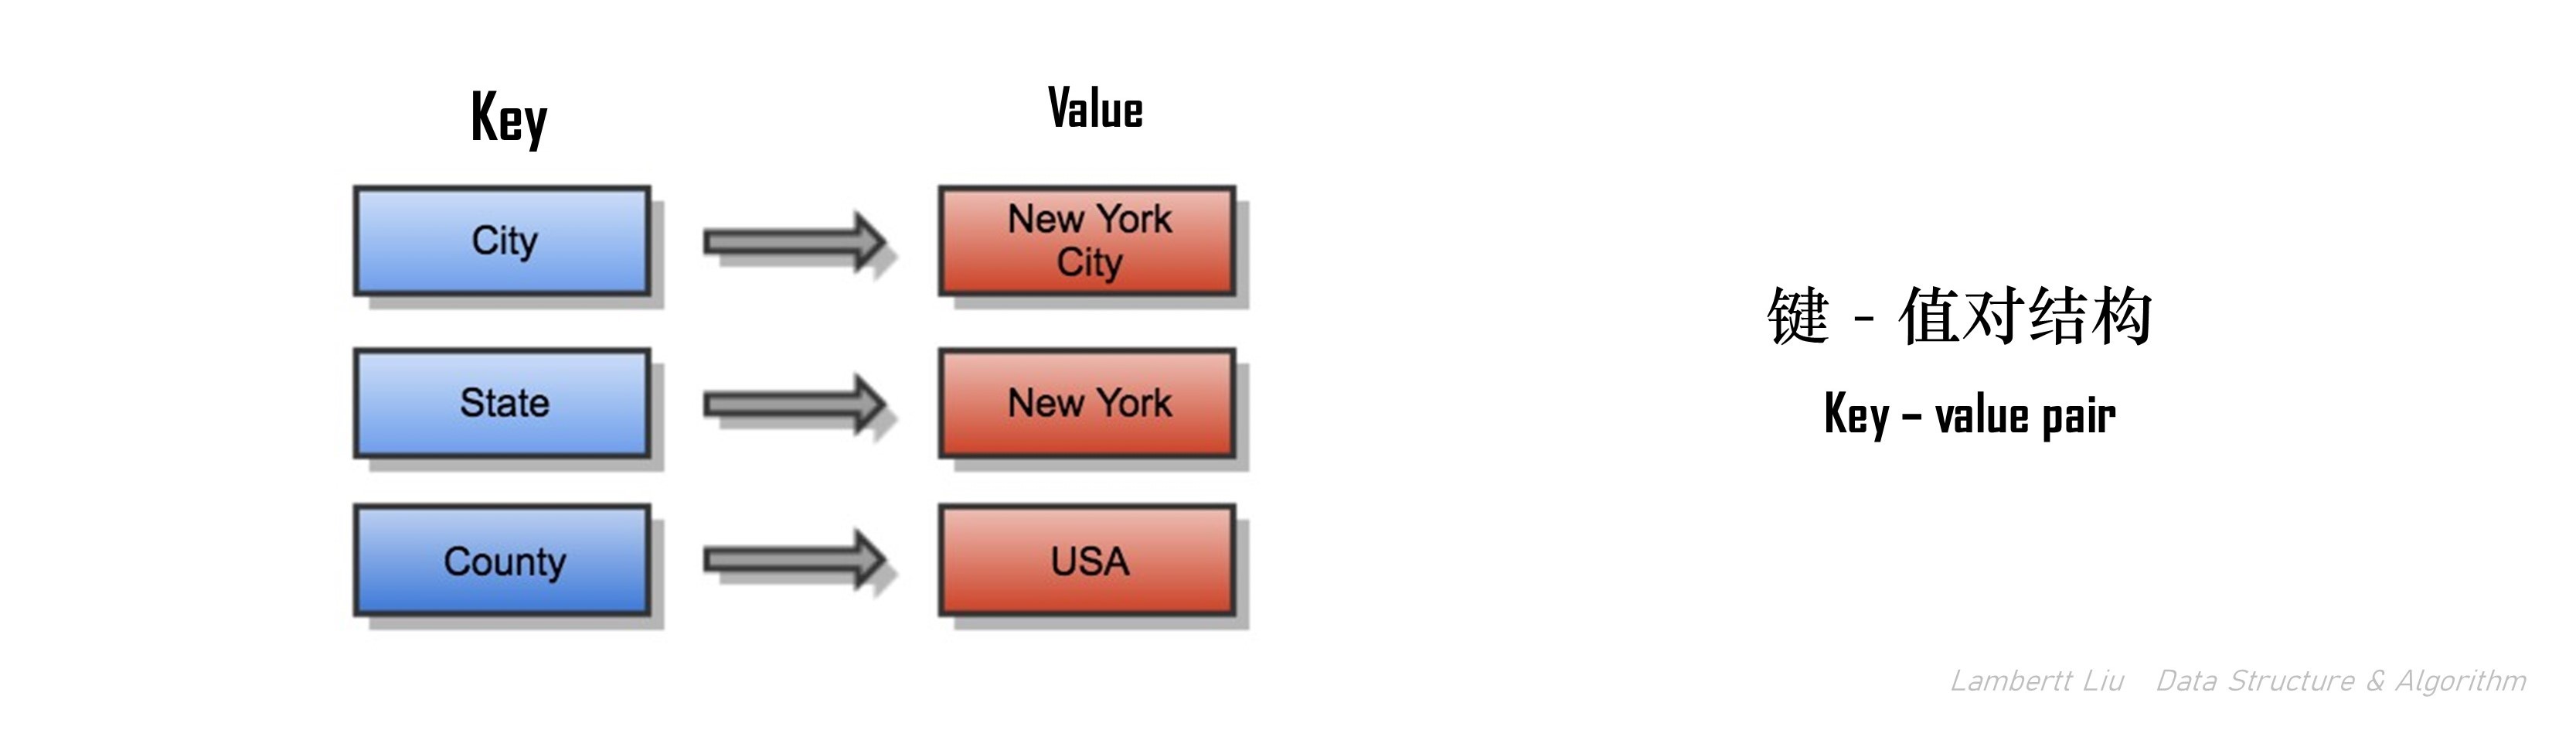 Key
Value
City
New York
City
State
New York
County
USA
键 - 值对结构
Key – value pair
Lambertt Liu Data Structure & Algorithm